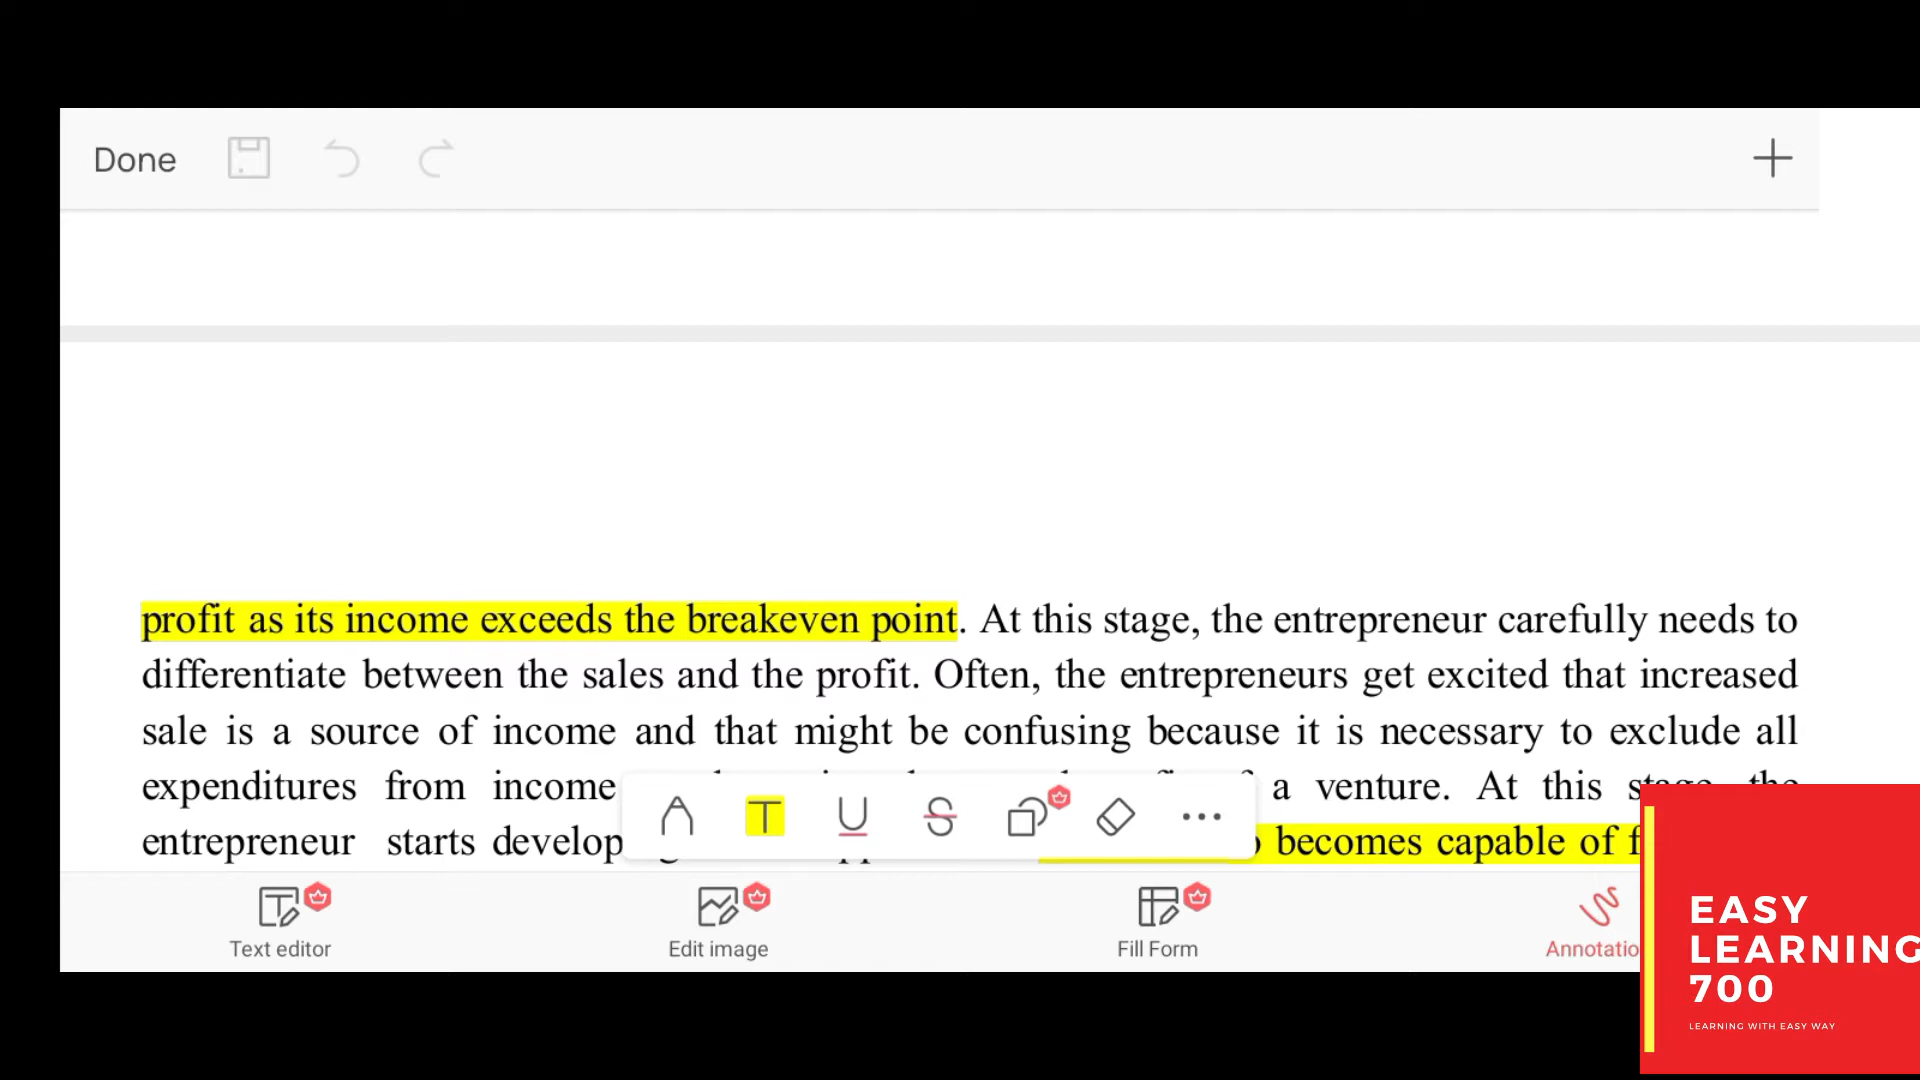 Done
profit as its income exceeds the breakeven point. At this stage, the entrepreneur carefully needs to
differentiate between the sales and the profit. Often, the entrepreneurs get excited that increased
sale is a source of income and that might be confusing because it is necessary to exclude all
expenditures from income a venture. At this stage, the
entrepreneur starts becomes capable of
Text editor
Edit image
Fill Form
Annotatio
EASY
LEARNING
700
LEARNING WITH EASY WAY